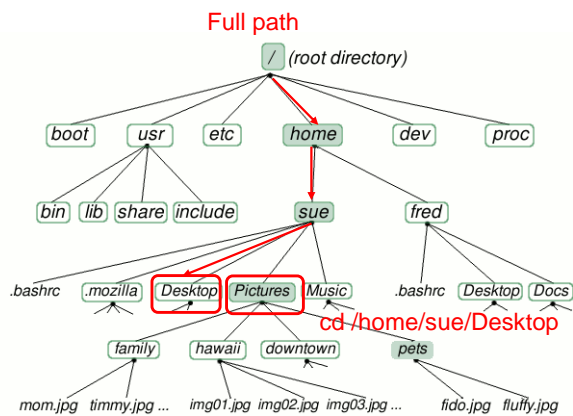 Full path
/ (root directory)
boot usr etc home dev proc
bin lib share include sue fred
.bashrc .mozilla Desktop Pictures Music .bashrc Desktop Docs
cd /home/sue/Desktop
family hawaii downtown pets
mom.jpg timmy.jpg ... img01.jpg img02.jpg img03.jpg ... fido.jpg fluffy.jpg